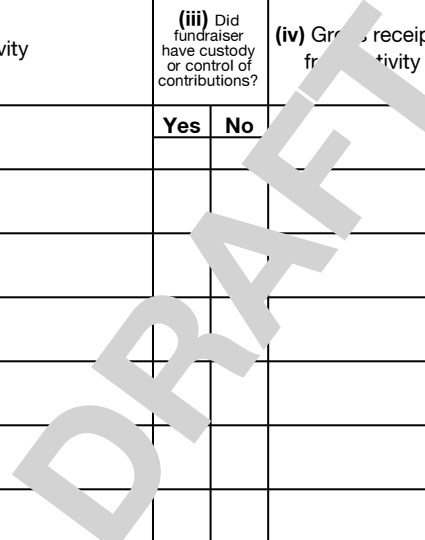 vity
(iii) Did
fundraiser
have custody
or control of
contributions?
(iv)
Yes No
DRAFT